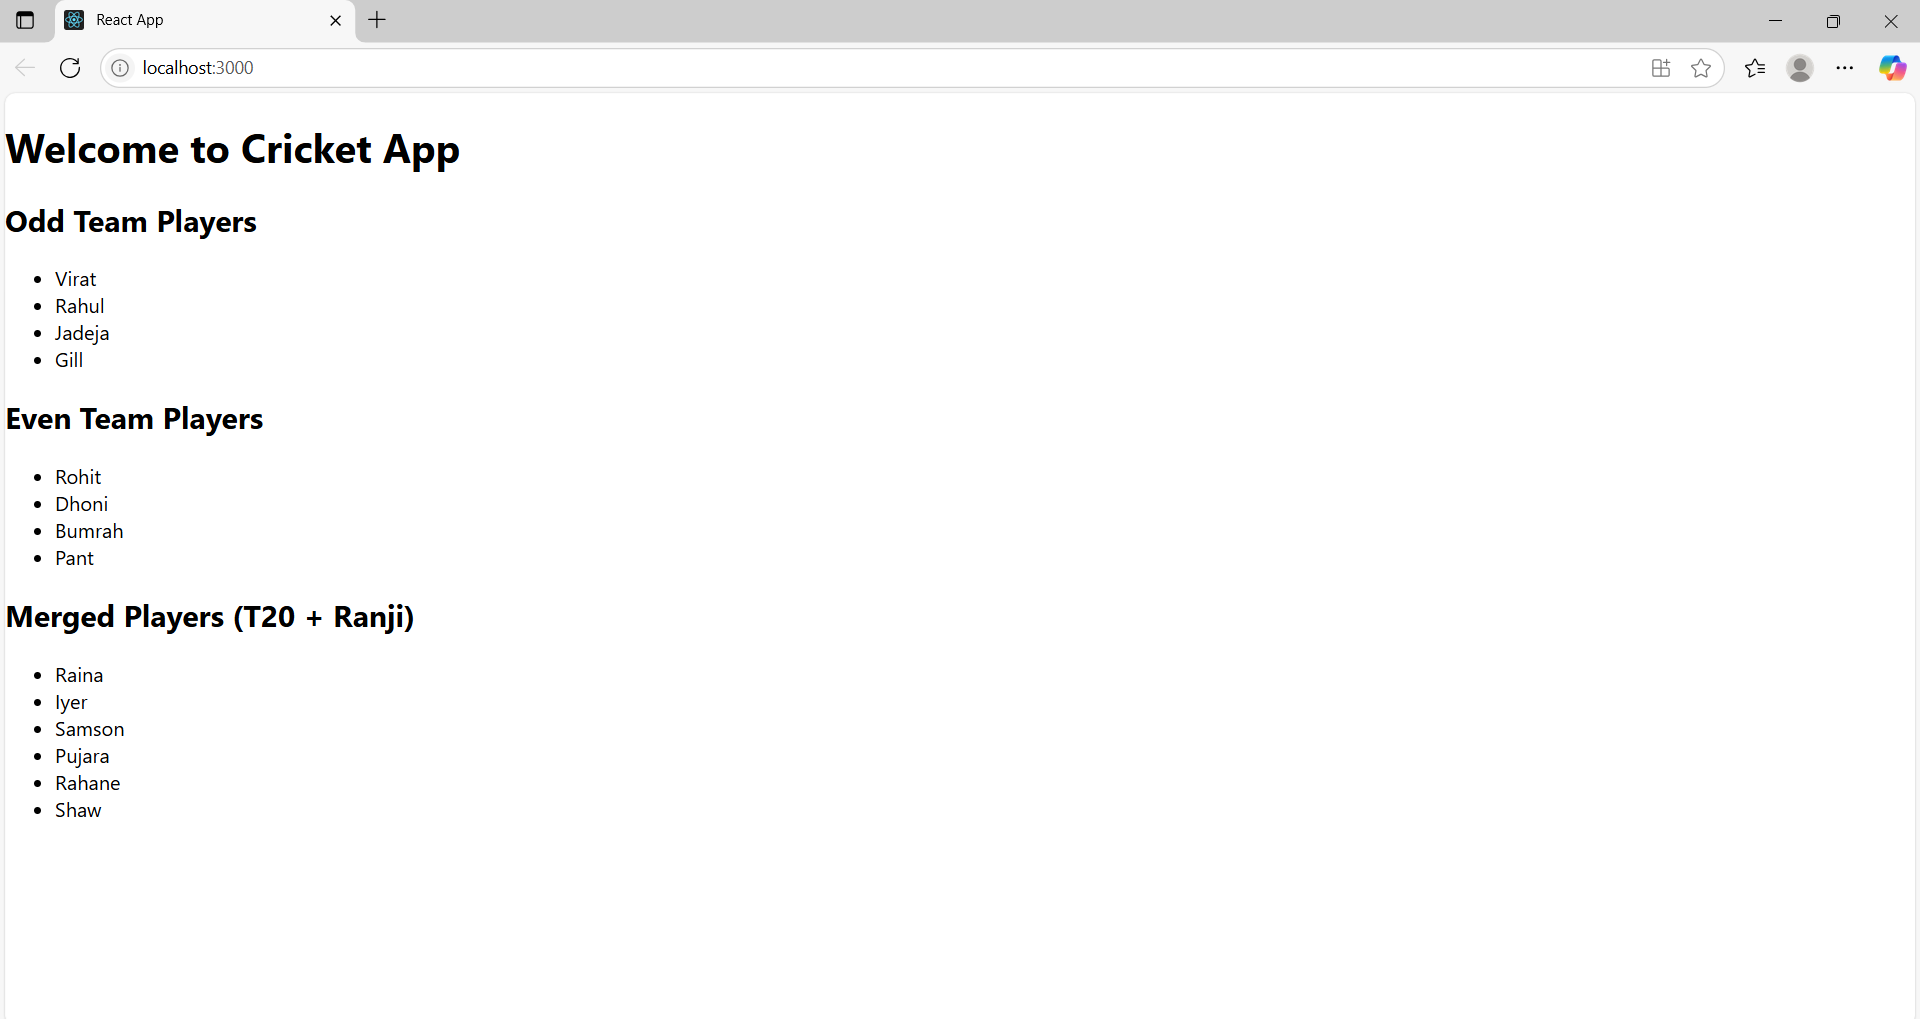 React App
localhost:3000
Welcome to Cricket App
Odd Team Players
Virat
Rahul
Jadeja
Gill
Even Team Players
Rohit
Dhoni
Bumrah
Pant
Merged Players (T20 + Ranji)
Raina
Iyer
Samson
Pujara
Rahane
Shaw